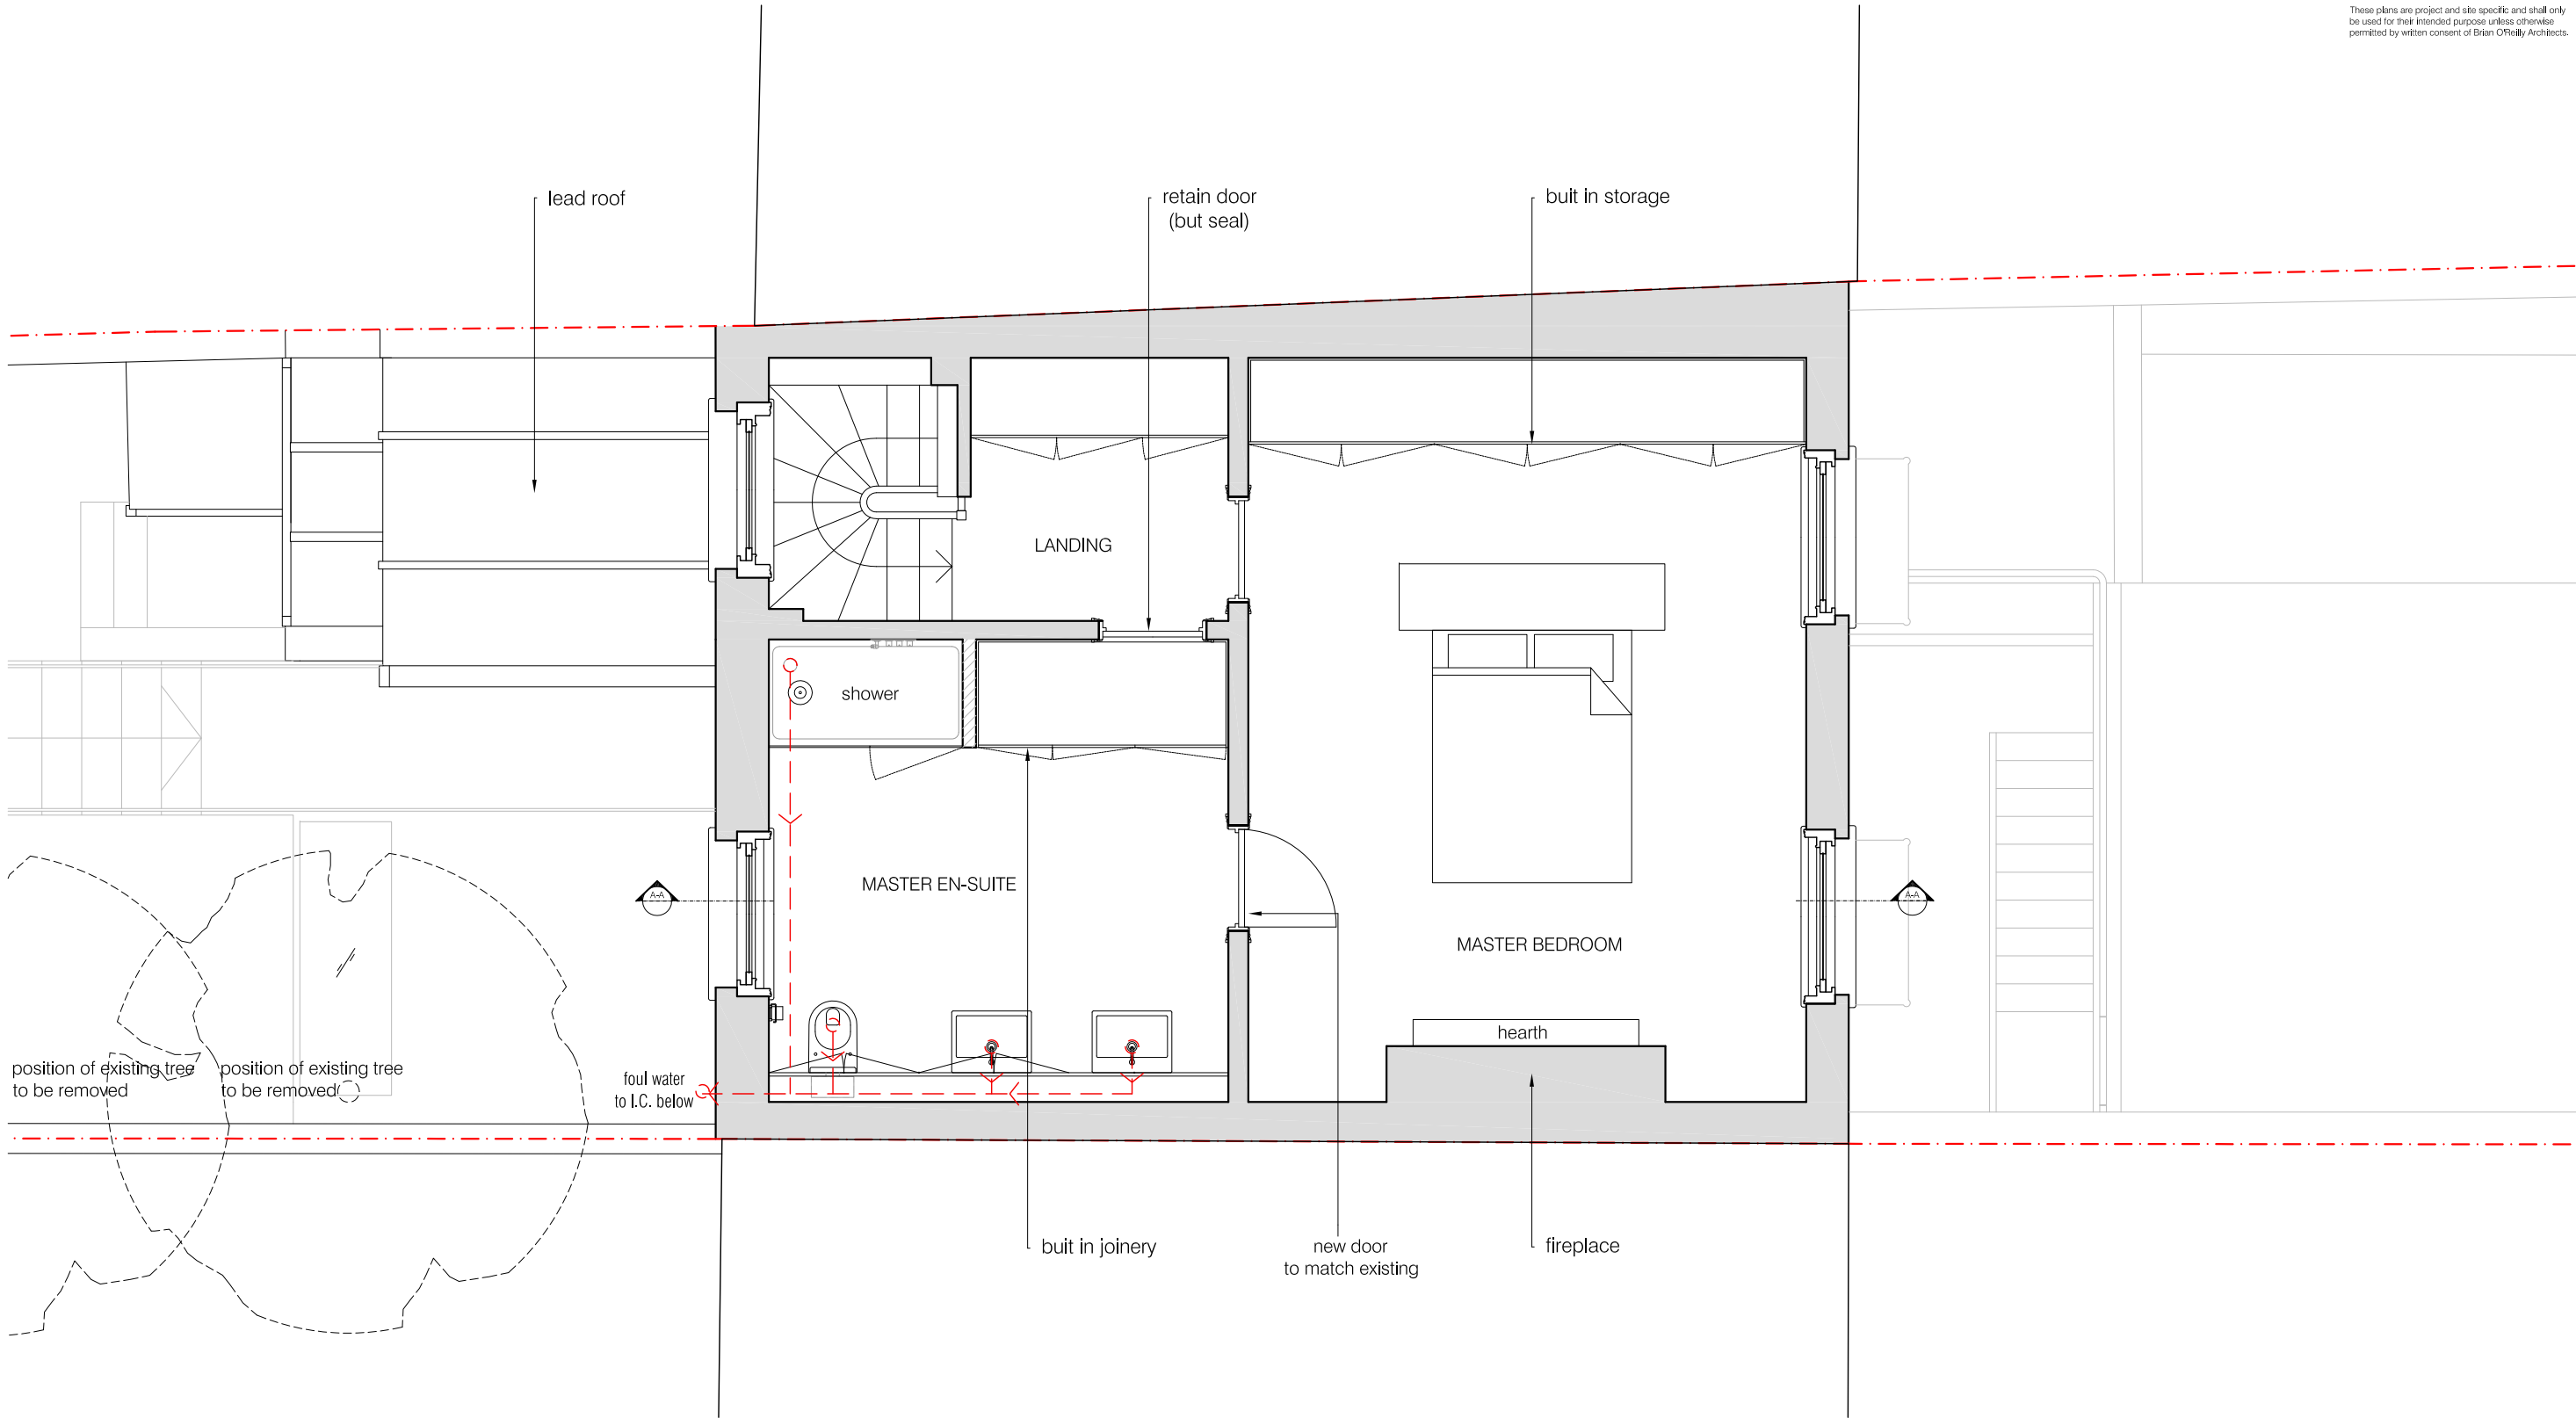 These plans are project and site specific and shall only
be used for their intended purpose unless otherwise
permitted by written consent of Brian O'Reilly Architects.
lead roof
retain door
(but seal)
buit in storage
LANDING
shower
MASTER EN-SUITE
A-A
A-A
MASTER BEDROOM
hearth
position of existing tree
to be removed
position of existing tree
to be removed
foul water
to I.C. below
buit in joinery
new door
to match existing
fireplace